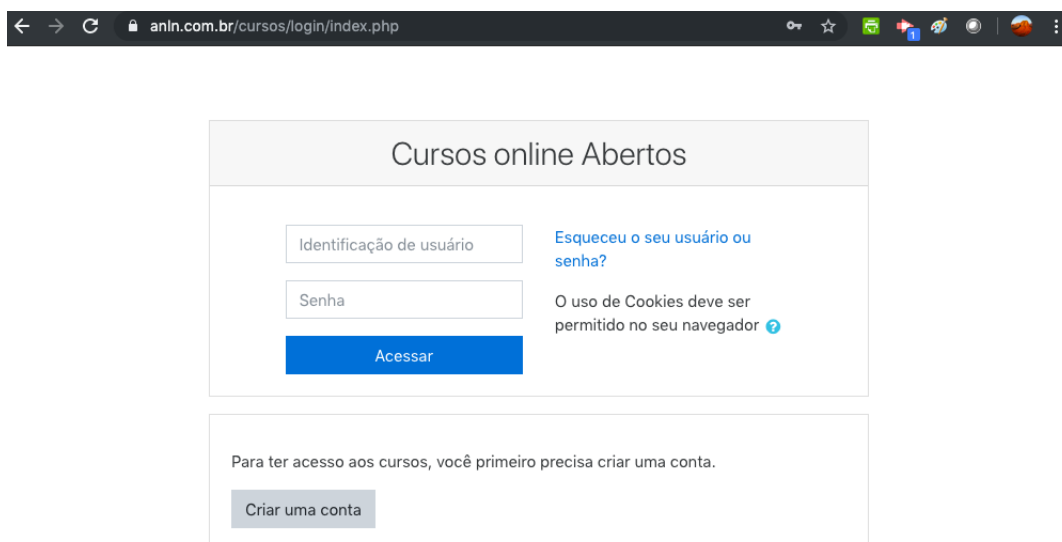 anln.com.br/cursos/login/index.php
1
Cursos online Abertos
Identificação de usuário
Senha
Acessar
Esqueceu o seu usuário ou
senha?
O uso de Cookies deve ser
permitido no seu navegador
?
Para ter acesso aos cursos, você primeiro precisa criar uma conta.
Criar uma conta